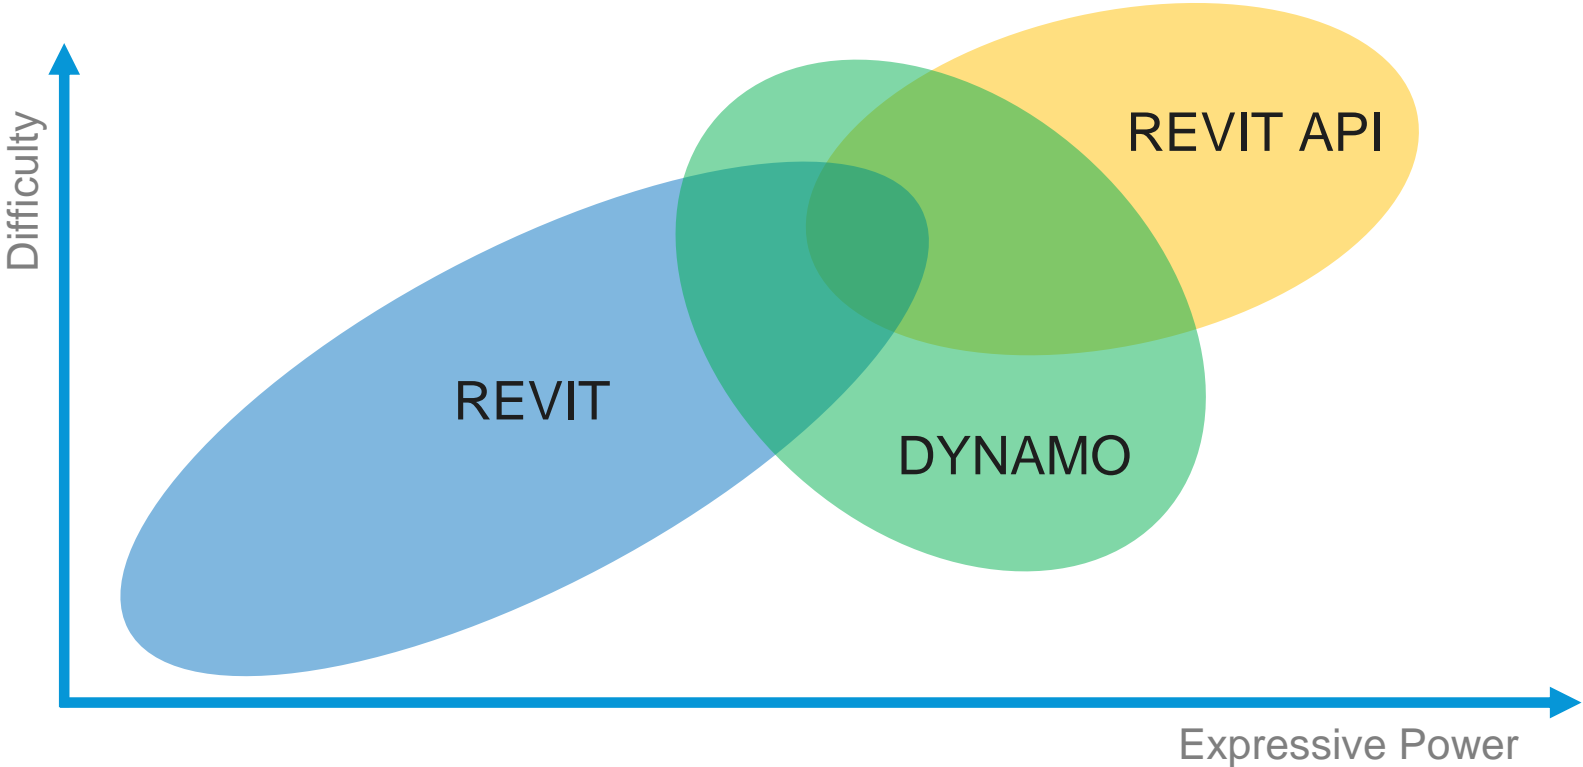 Difficulty
REVIT API
REVIT
DYNAMO
Expressive Power